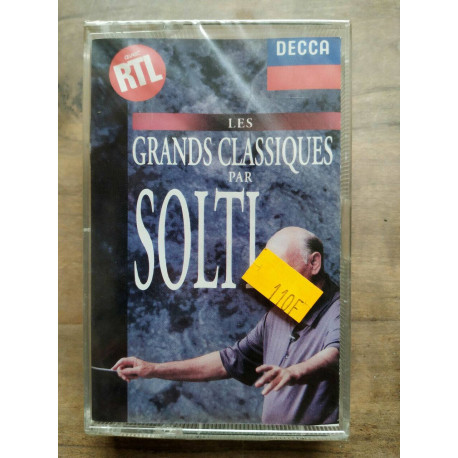 RTL
DECCA
LES
GRANDS CLASSIQUES
PAR
SOLTI
110F